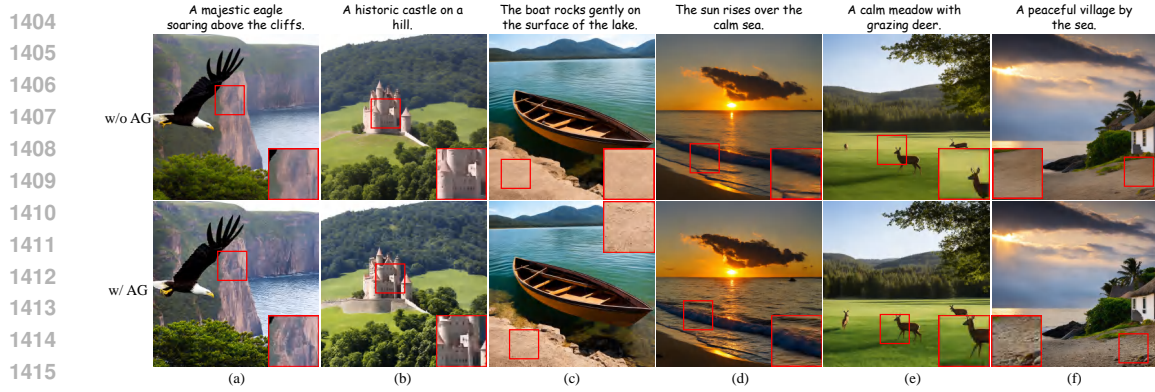 1404
1405
1406
1407
1408
1409
1410
1411
1412
1413
1414
1415
A majestic eagle
soaring above the cliffs.
A historic castle on a
hill.
The boat rocks gently on
the surface of the lake.
The sun rises over the
calm sea.
A calm meadow with
grazing deer.
A peaceful village by
the sea.
w/o AG
w/ AG
(a)
(b)
(c)
(d)
(e)
(f)